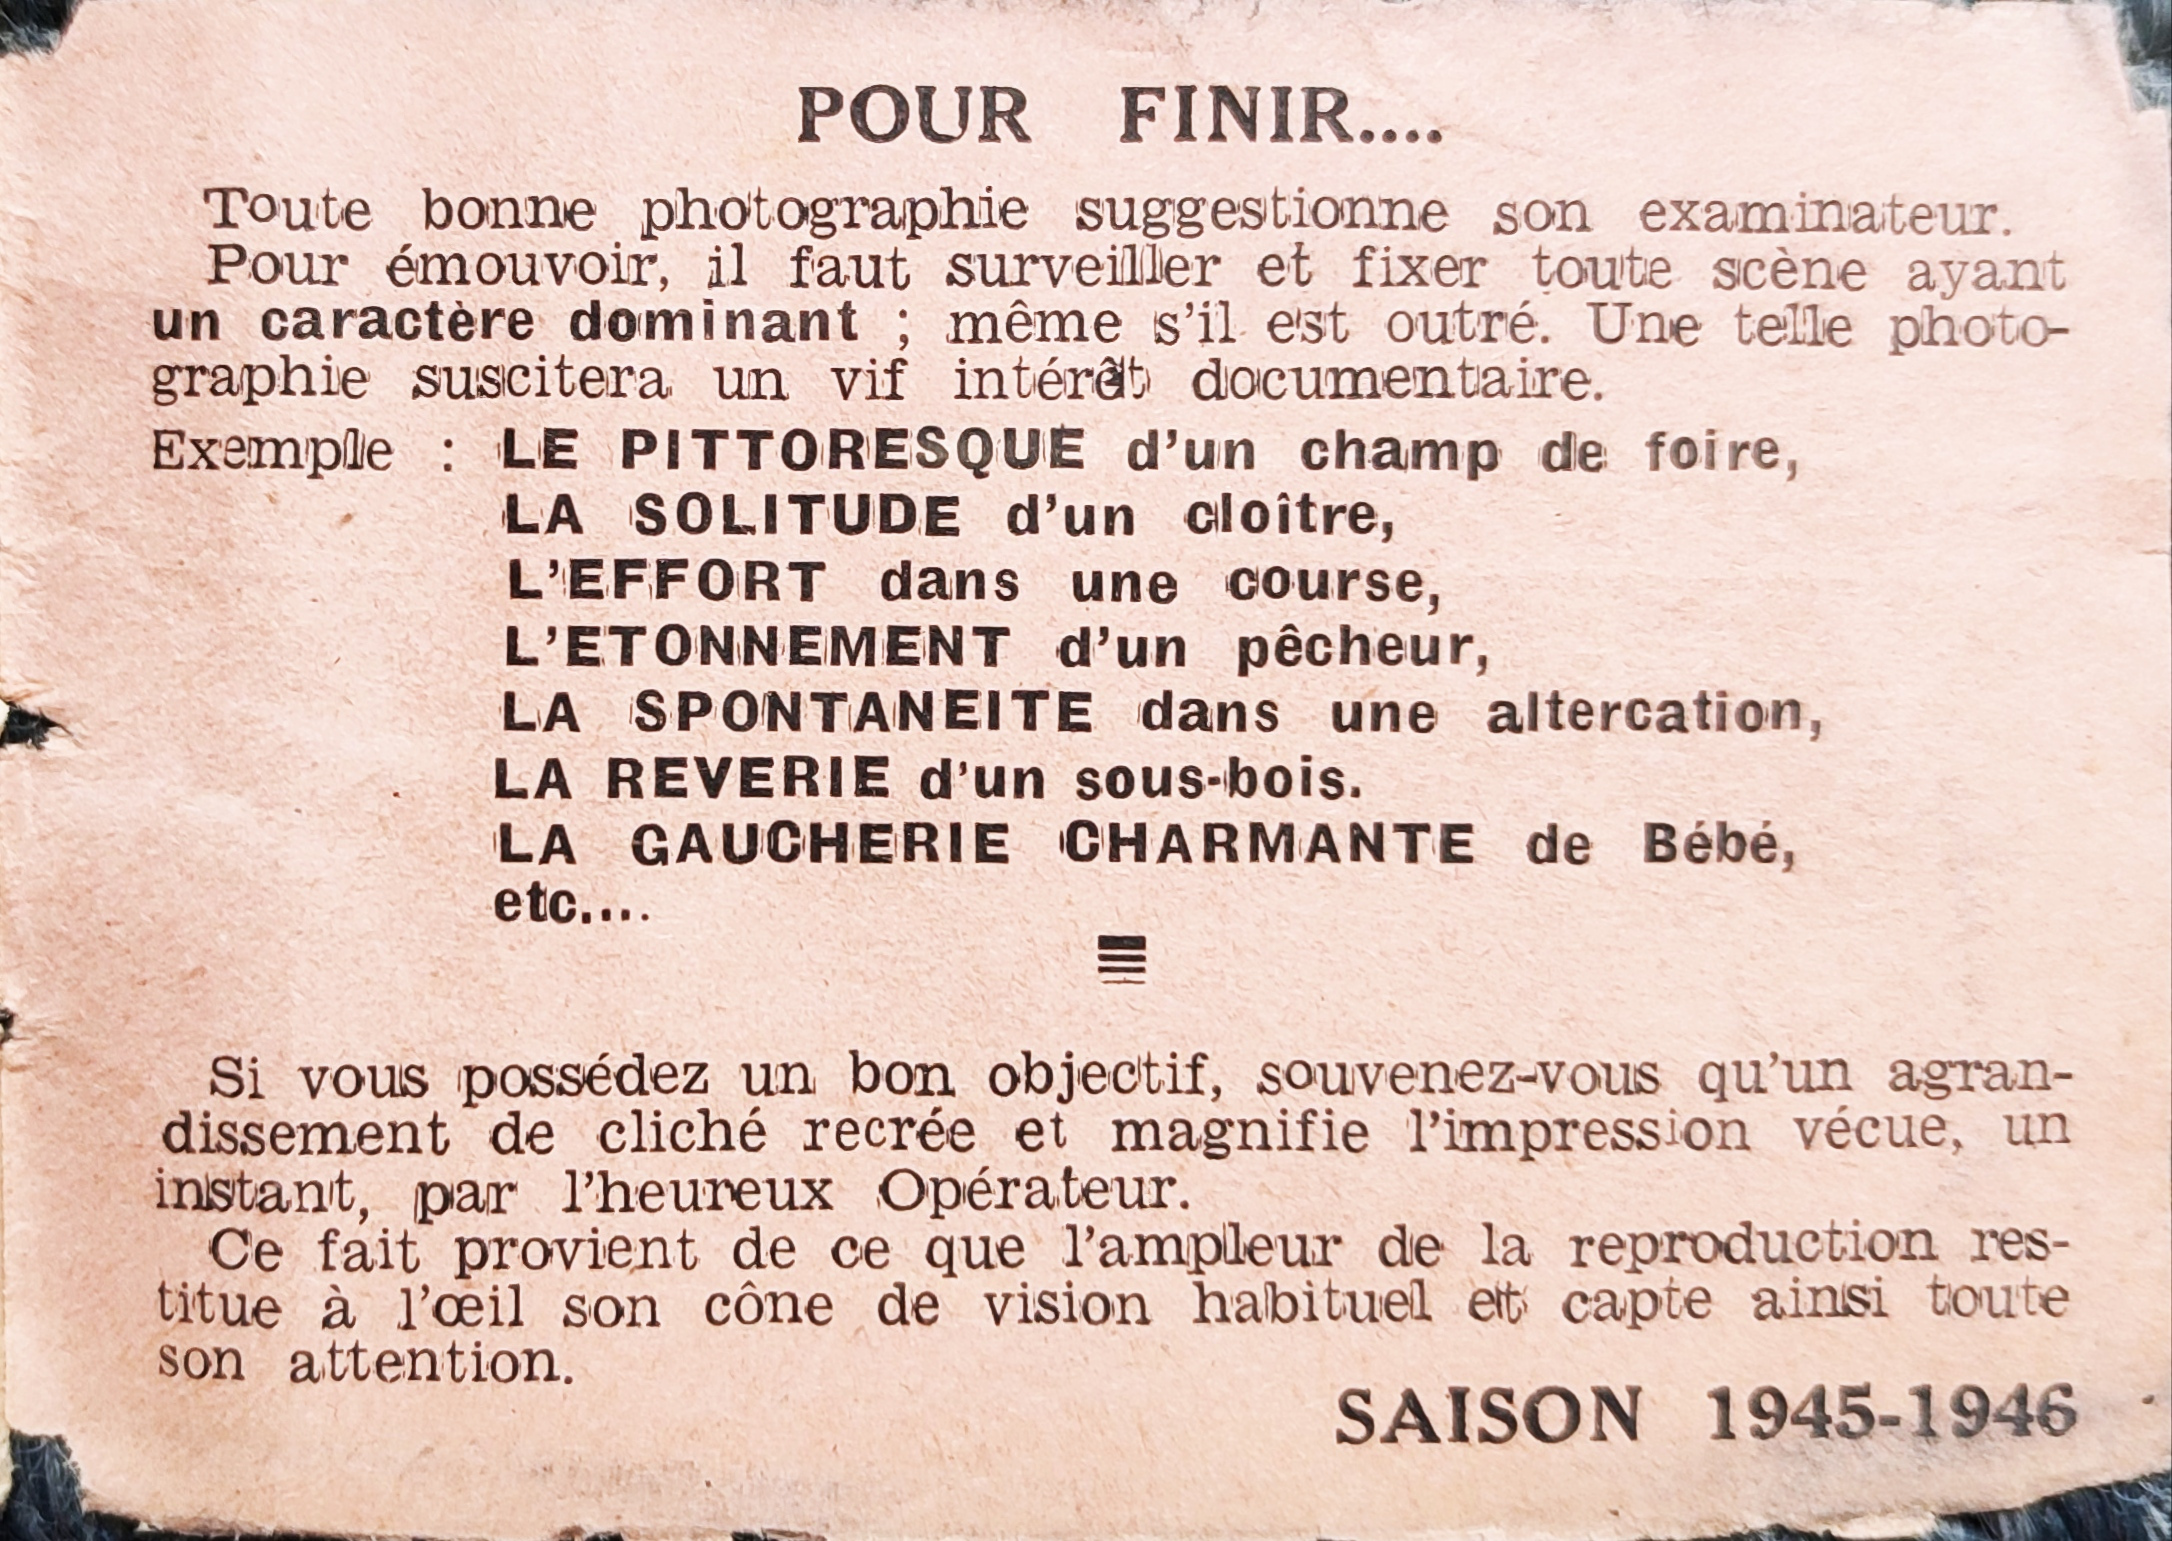 POUR FINIR....
Toute bonne photographie suggestionne son examinateur.
Pour émouvoir, il faut surveiller et fixer toute scène ayant
un caractère dominant ; même s'il est outré. Une telle photo-
graphie suscitera un vif intérêt documentaire.
Exemple : LE PITTORESQUE d'un champ de foire,
LA SOLITUDE d'un cloître,
L'EFFORT dans une course,
L'ETONNEMENT d'un pêcheur,
LA SPONTANEITE dans une altercation,
LA REVERIE d'un sous-bois.
LA GAUCHERIE CHARMANTE de Bébé,
etc....
Si vous possédez un bon objectif, souvenez-vous qu'un agran-
dissement de cliché recrée et magnifie l'impression vécue, un
instant, par l'heureux Opérateur.
Ce fait provient de ce que l'ampleur de la reproduction res-
titue à l'œil son cône de vision habituel et capte ainsi toute
son attention.
SAISON 1945-1946